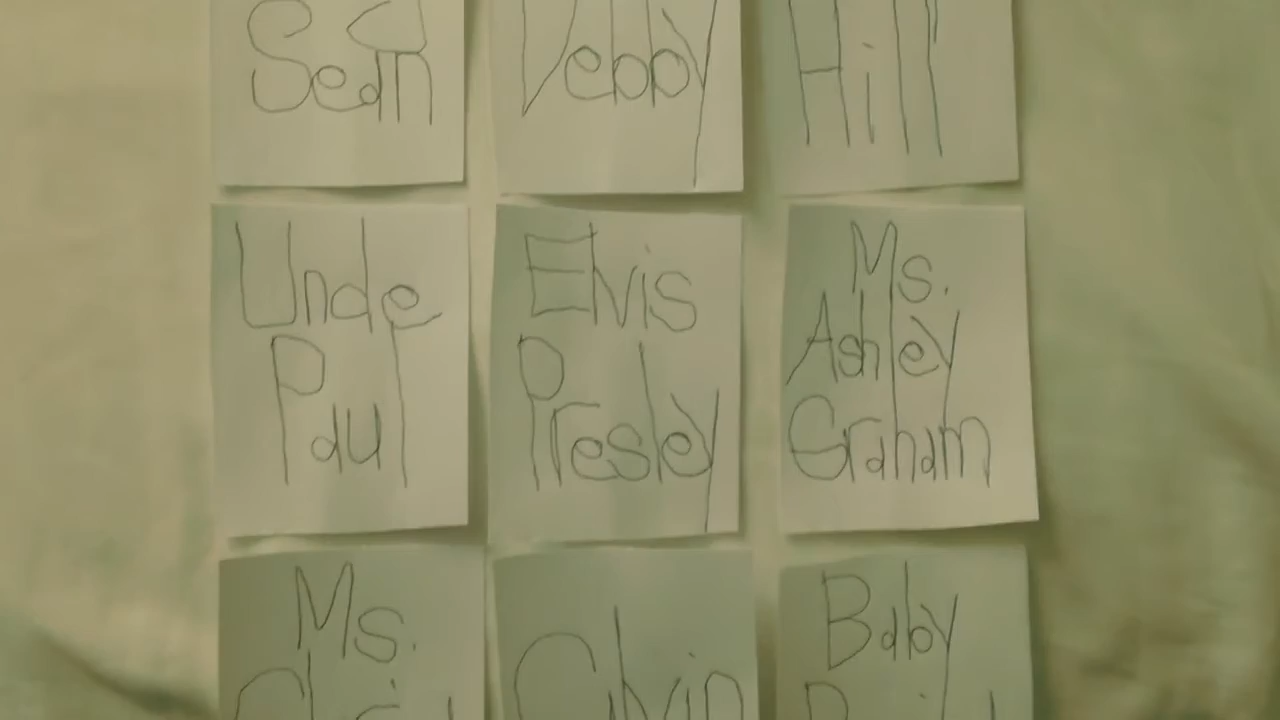 Sean
Debby
Hill
Uncle
Paul
Elvis
Presley
Ms.
Ashley
Graham
Ms.
Calvin
Baby